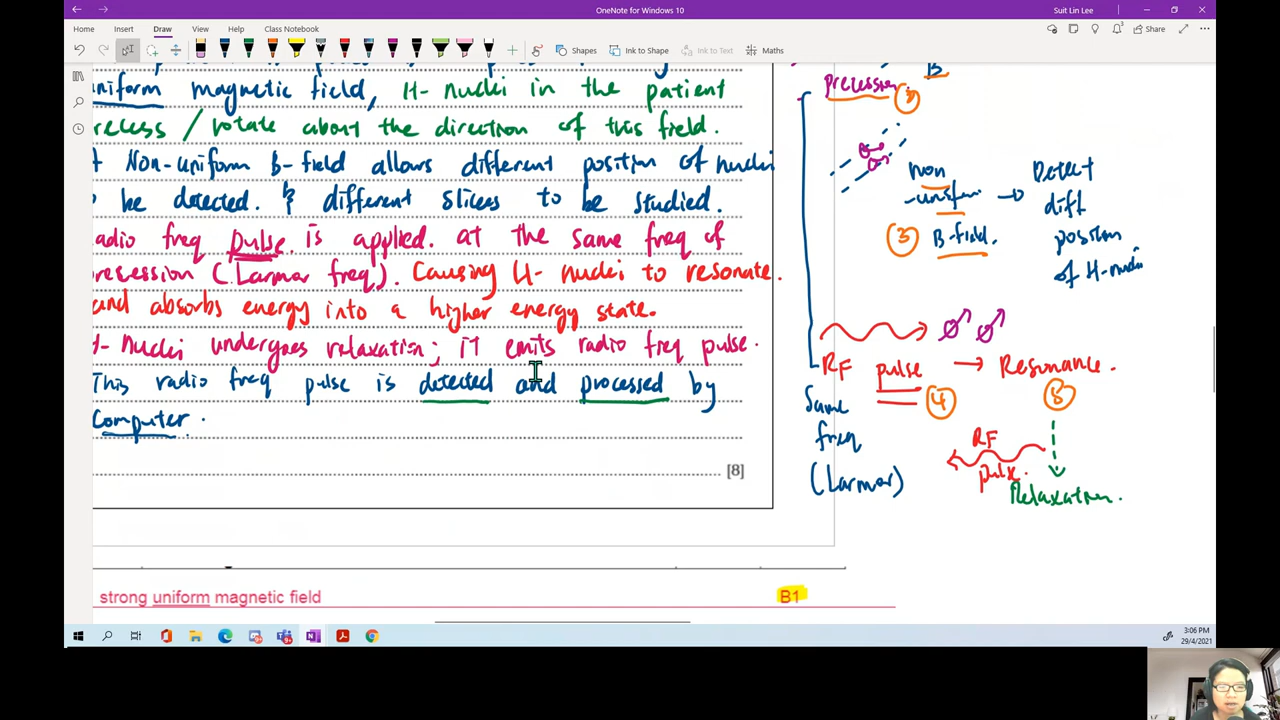 OneNote for Windows 10
Suit Lin Lee
Home Insert Draw View Help Class Notebook
Share
Shapes Ink to Shape Ink to Text Maths
uniform magnetic field, H-nuclei in the patient
recess / rotate about the direction of this field.
Non-uniform B-field allows different position of nuclei
be detected. & different slices to be studied.
adio freq pulse is applied. at the same freq of
recession (Larmar freq). Causing H-nuclei to resonate.
and absorbs energy into a higher energy state.
H-nuclei undergoes relaxation; it emits radio freq pulse.
This radio freq pulse is detected and processed by
computer.
[8]
B
precession
non
-uniform → Detect
diff
position
of H-nuclei
3 B-field.
RF pulse → Resonance.
4 5
Same
freq
(Larmar)
RF
pulse.
Relaxation.
strong uniform magnetic field B1
3:06 PM
29/4/2021